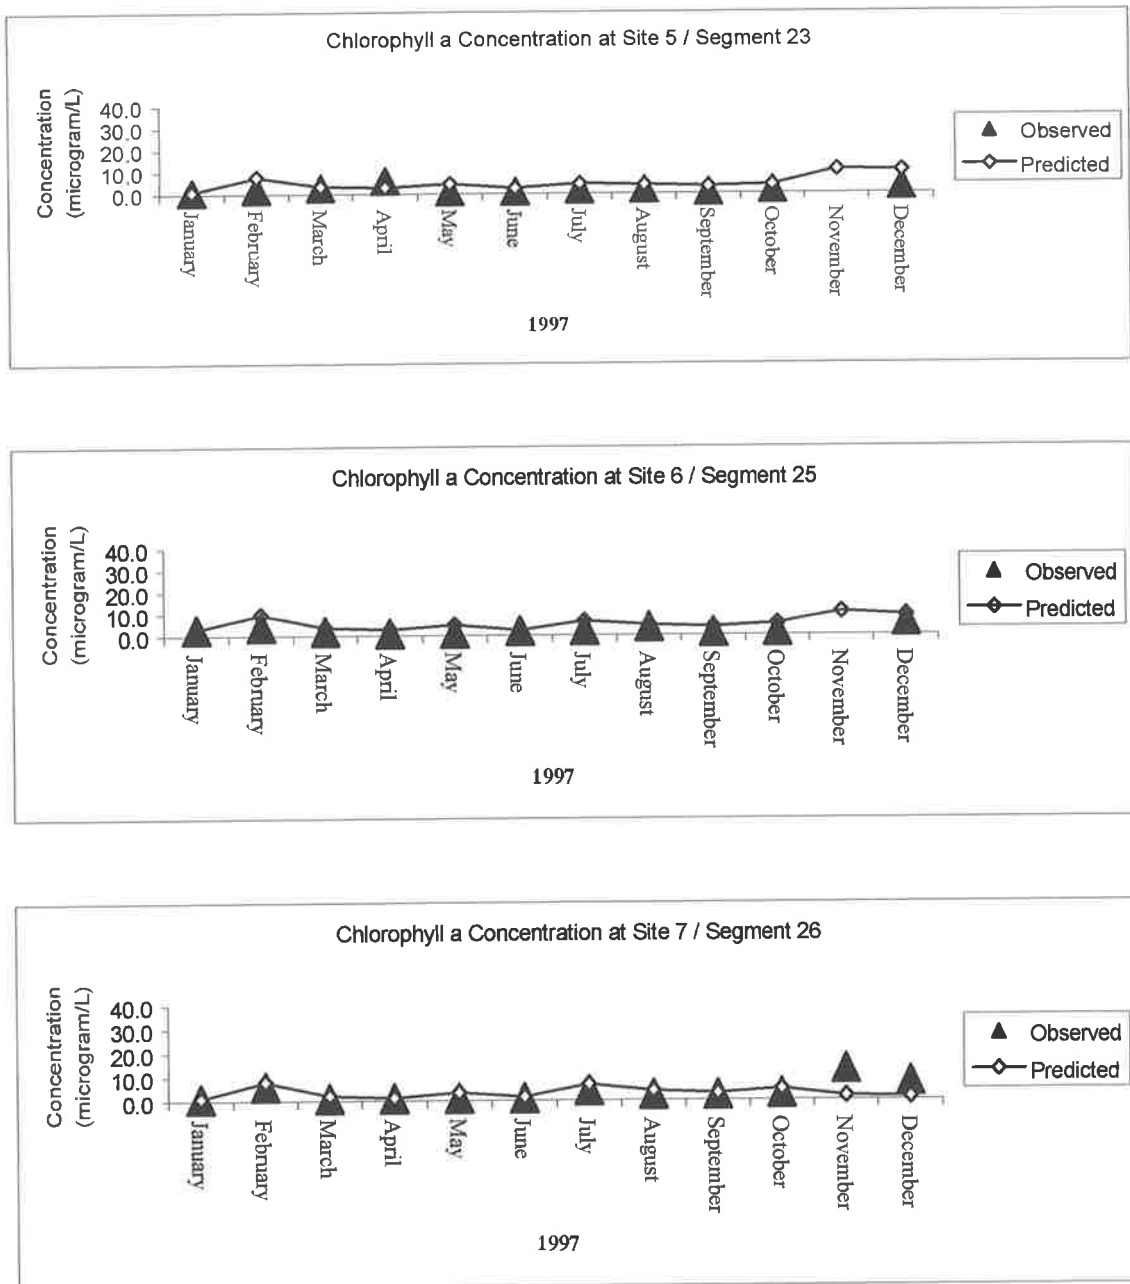 Chlorophyll a Concentration at Site 5 / Segment 23
Concentration
(microgram/L)
40.0
30.0
20.0
10.0
0.0
January
February
March
April
May
June
July
August
September
October
November
December
1997
Observed
Predicted
Chlorophyll a Concentration at Site 6 / Segment 25
Concentration
(microgram/L)
40.0
30.0
20.0
10.0
0.0
January
February
March
April
May
June
July
August
September
October
November
December
1997
Observed
Predicted
Chlorophyll a Concentration at Site 7 / Segment 26
Concentration
(microgram/L)
40.0
30.0
20.0
10.0
0.0
January
February
March
April
May
June
July
August
September
October
November
December
1997
Observed
Predicted